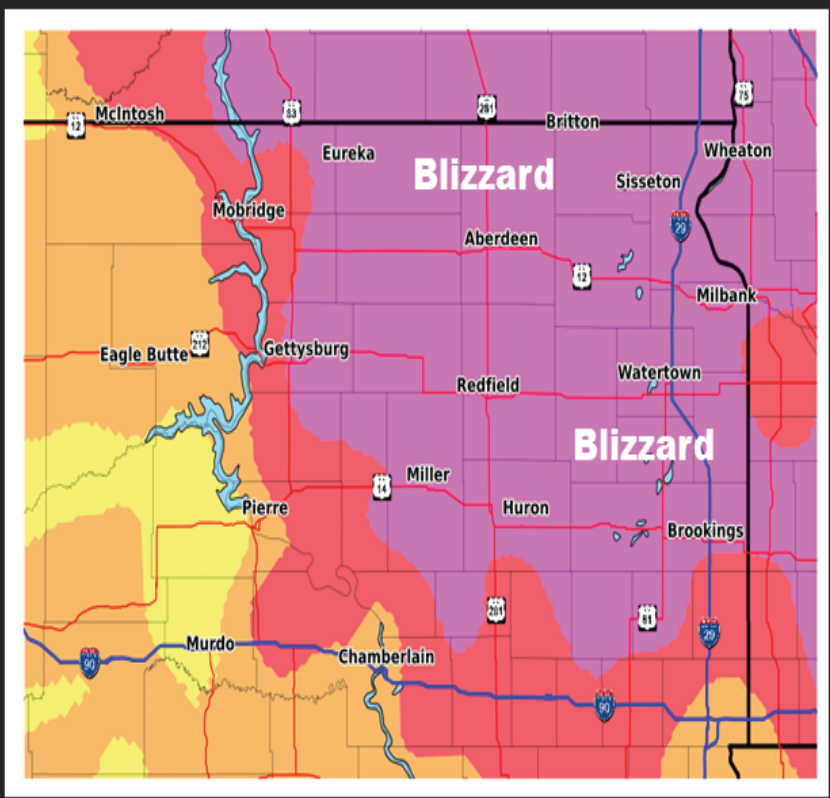 McIntosh
12
83
281
75
Britton
Eureka
Blizzard
Wheaton
Sisseton
Mobridge
29
Aberdeen
12
Milbank
212
Eagle Butte
Gettysburg
Redfield
Watertown
Blizzard
14
Miller
Pierre
Huron
Brookings
281
81
29
Murdo
90
Chamberlain
90